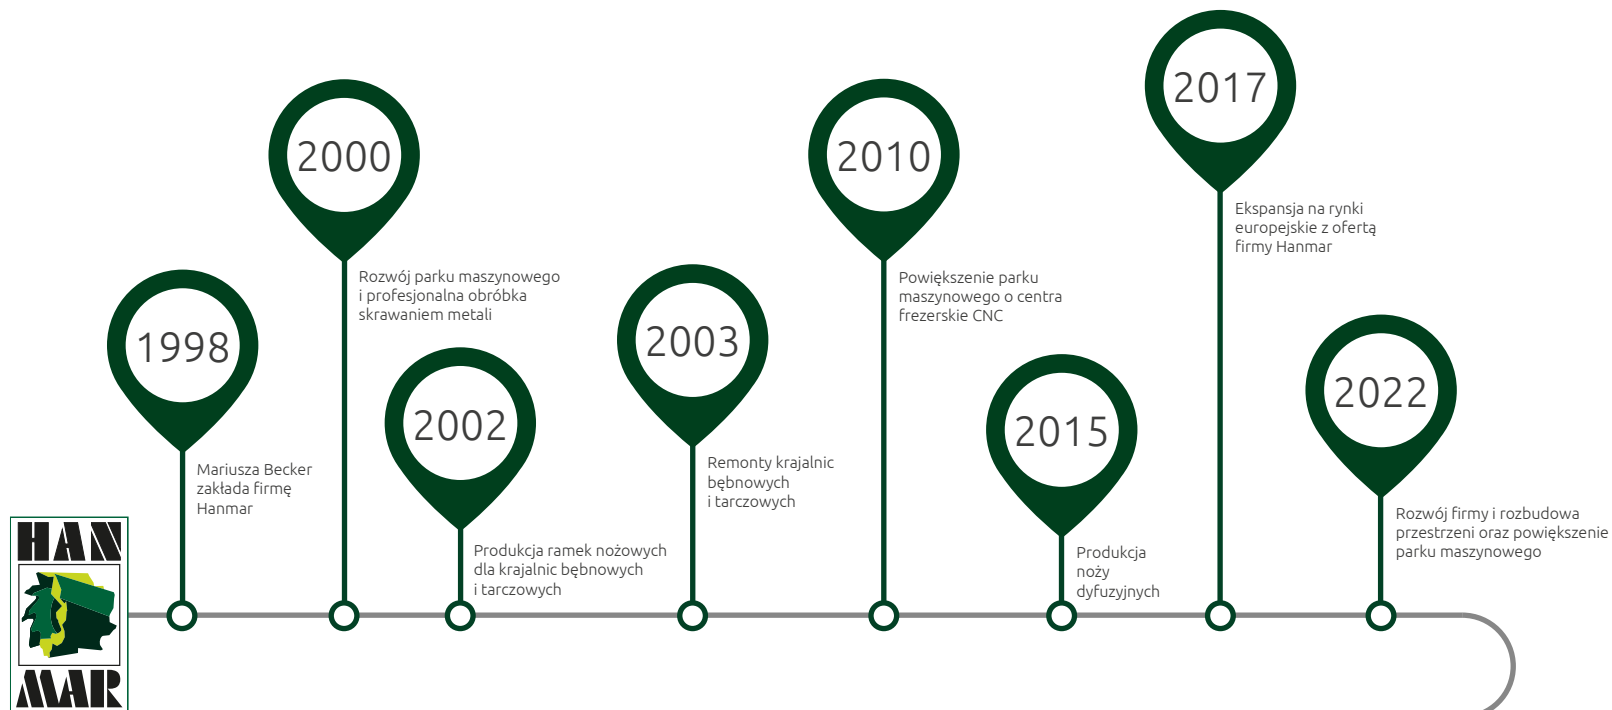 1998
Mariusza Becker
zakłada firmę
Hanmar
2000
Rozwój parku maszynowego
i profesjonalna obróbka
skrawaniem metali
2002
Produkcja ramek nożowych
dla krajalnic bębnowych
i tarczowych
2003
Remonty krajalnic
bębnowych
i tarczowych
2010
Powiększenie parku
maszynowego o centra
frezerskie CNC
2015
Produkcja
noży
dyfuzyjnych
2017
Ekspansja na rynki
europejskie z ofertą
firmy Hanmar
2022
Rozwój firmy i rozbudowa
przestrzeni oraz powiększenie
parku maszynowego
HAN
MAR